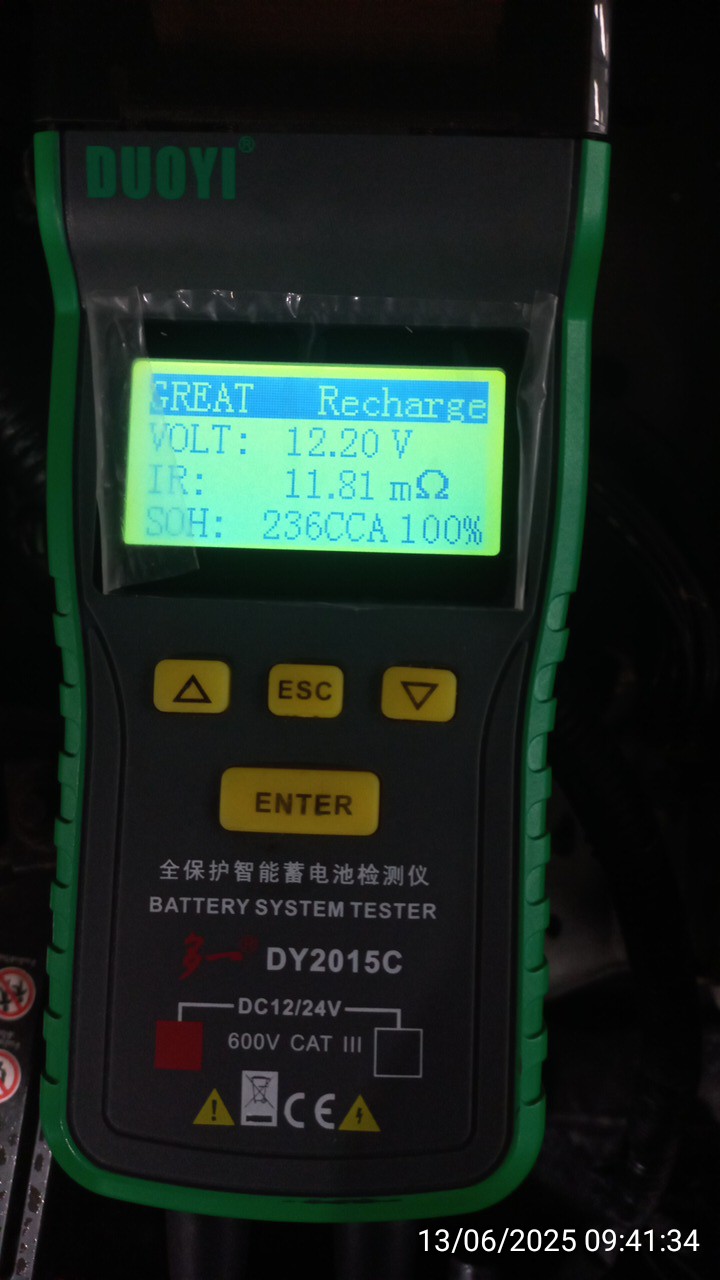 DUOYI®
GREAT Recharge
VOLT: 12.20 V
IR: 11.81 mΩ
SOH: 236CCA 100%
ESC
ENTER
全保护智能蓄电池检测仪
BATTERY SYSTEM TESTER
多一® DY2015C
DC12/24V
600V CAT III
CE
13/06/2025 09:41:34